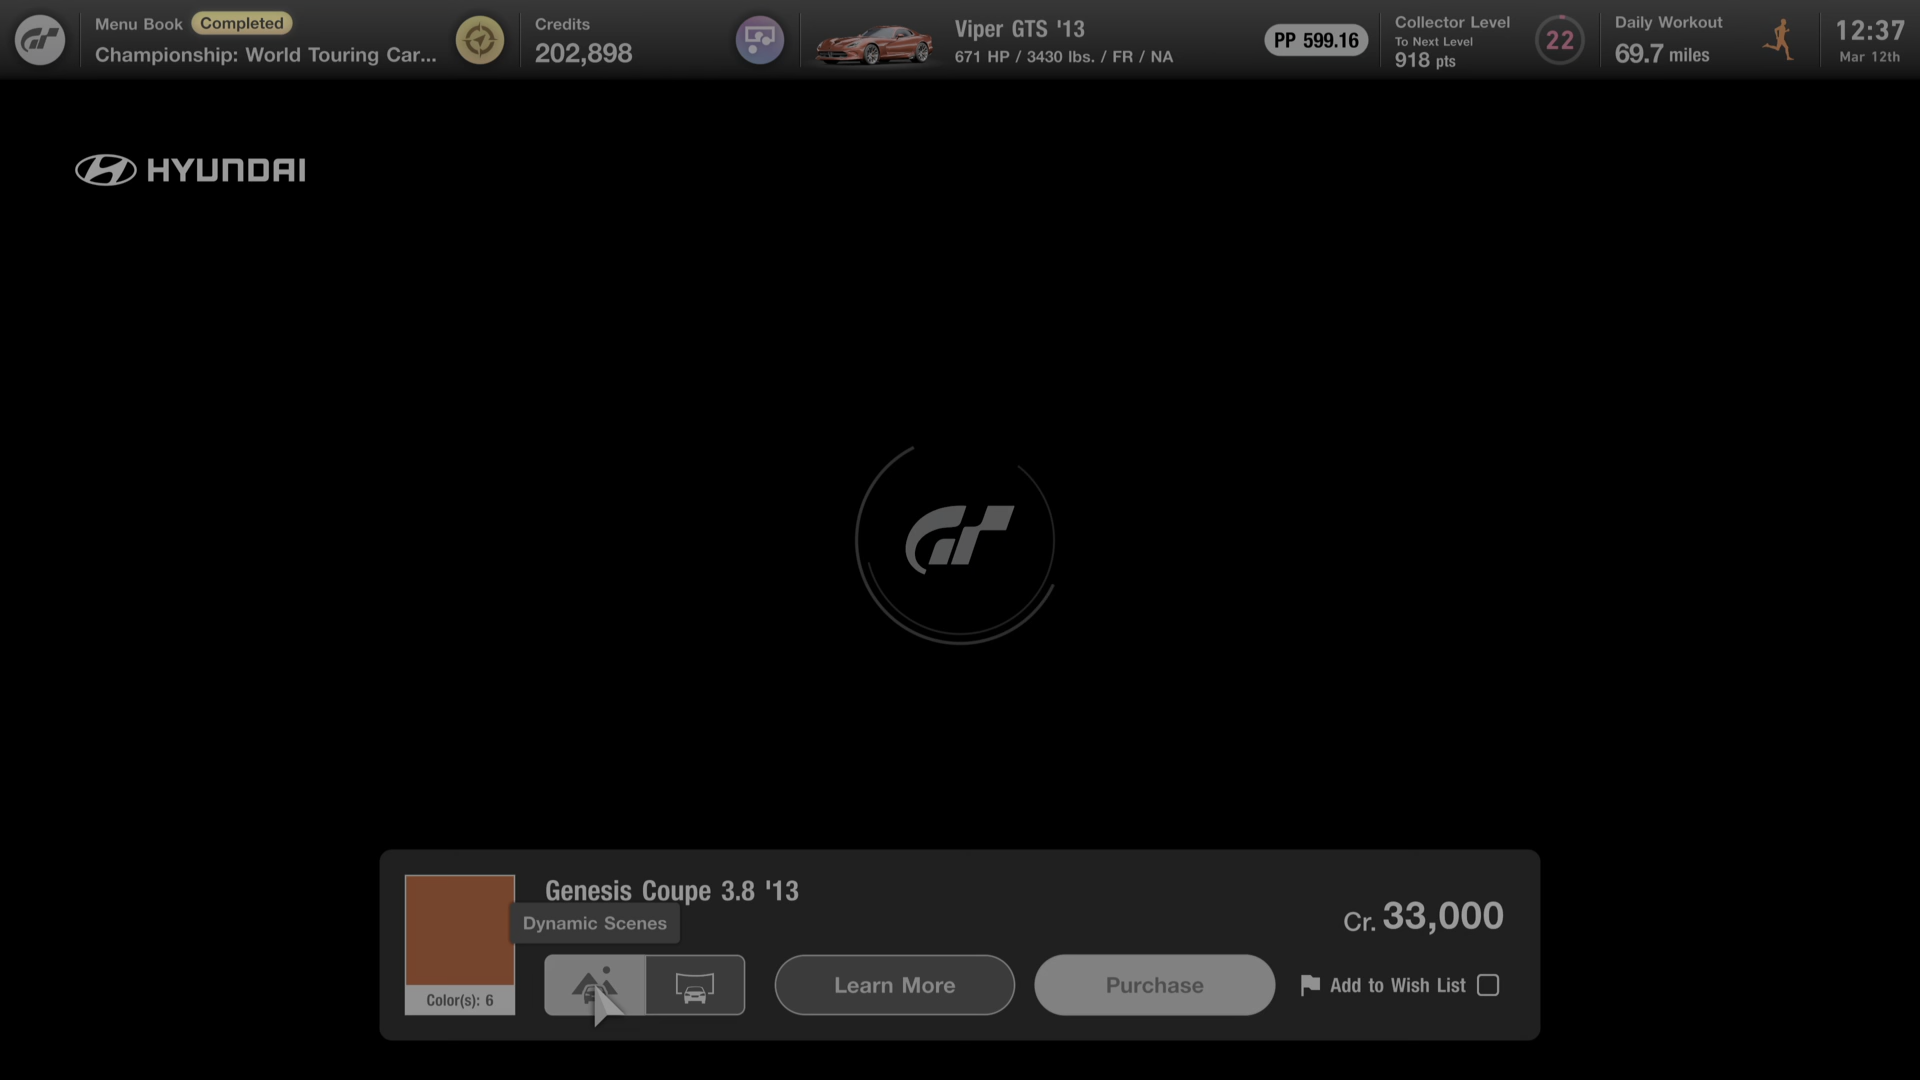 Menu Book Completed
Championship: World Touring Car...
Credits
202,898
Viper GTS '13
671 HP / 3430 lbs. / FR / NA
PP 599.16
Collector Level
To Next Level
918 pts
22
Daily Workout
69.7 miles
12:37
Mar 12th
HYUNDAI
Genesis Coupe 3.8 '13
Dynamic Scenes
Cr. 33,000
Color(s): 6
Learn More
Purchase
Add to Wish List